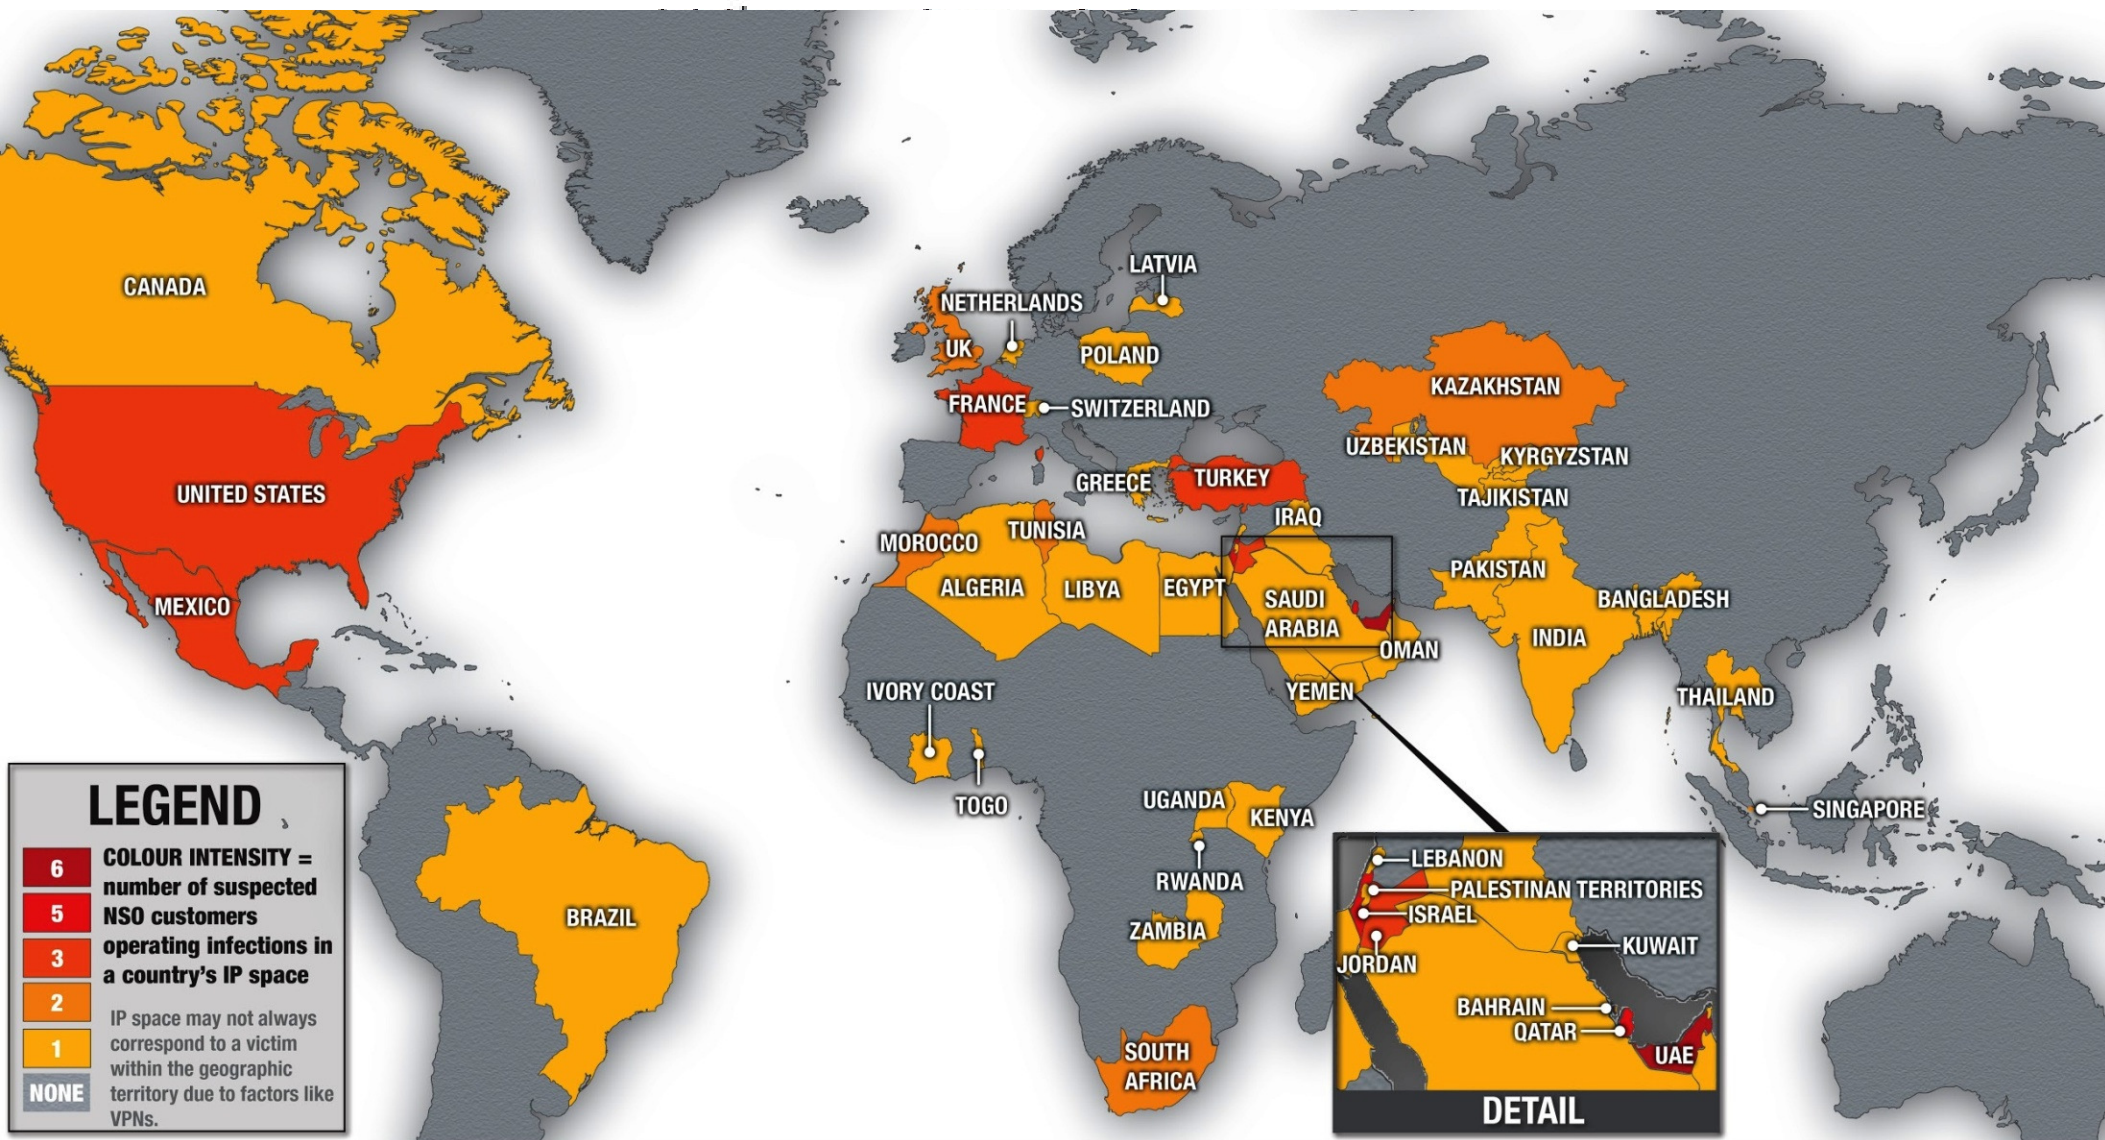 CANADA
UNITED STATES
MEXICO
BRAZIL
LATVIA
NETHERLANDS
UK
POLAND
FRANCE
SWITZERLAND
GREECE
TURKEY
KAZAKHSTAN
UZBEKISTAN
KYRGYZSTAN
TAJIKISTAN
IRAQ
MOROCCO
TUNISIA
ALGERIA
LIBYA
EGYPT
SAUDI
ARABIA
OMAN
YEMEN
PAKISTAN
BANGLADESH
INDIA
THAILAND
SINGAPORE
IVORY COAST
TOGO
UGANDA
KENYA
RWANDA
ZAMBIA
SOUTH
AFRICA
LEGEND
6
5
3
2
1
NONE
COLOUR INTENSITY =
number of suspected
NSO customers
operating infections in
a country's IP space
IP space may not always
correspond to a victim
within the geographic
territory due to factors like
VPNs.
LEBANON
PALESTINAN TERRITORIES
ISRAEL
JORDAN
KUWAIT
BAHRAIN
QATAR
UAE
DETAIL